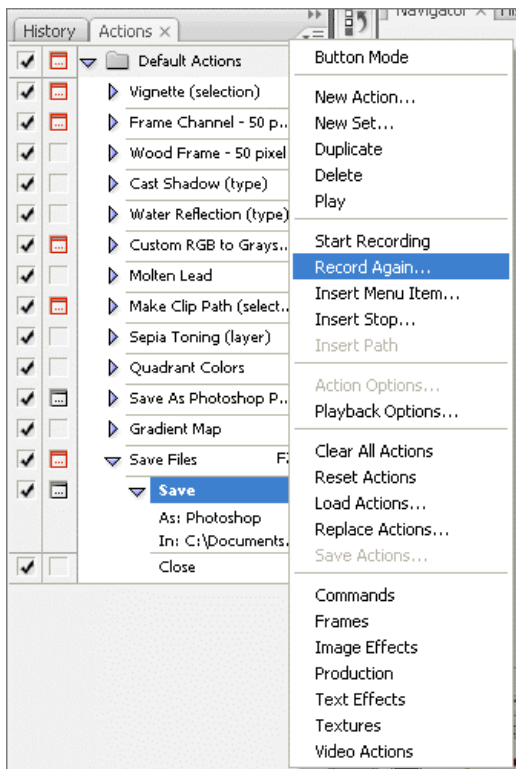 History
Actions ×
Navigator ×
Default Actions
Vignette (selection)
Frame Channel - 50 p...
Wood Frame - 50 pixel
Cast Shadow (type)
Water Reflection (type)
Custom RGB to Grays...
Molten Lead
Make Clip Path (select...
Sepia Toning (layer)
Quadrant Colors
Save As Photoshop P...
Gradient Map
Save Files
Save
As: Photoshop
In: C:\Documents.
Close
Button Mode
New Action...
New Set...
Duplicate
Delete
Play
Start Recording
Record Again...
Insert Menu Item...
Insert Stop...
Insert Path
Action Options...
Playback Options...
Clear All Actions
Reset Actions
Load Actions...
Replace Actions...
Save Actions...
Commands
Frames
Image Effects
Production
Text Effects
Textures
Video Actions